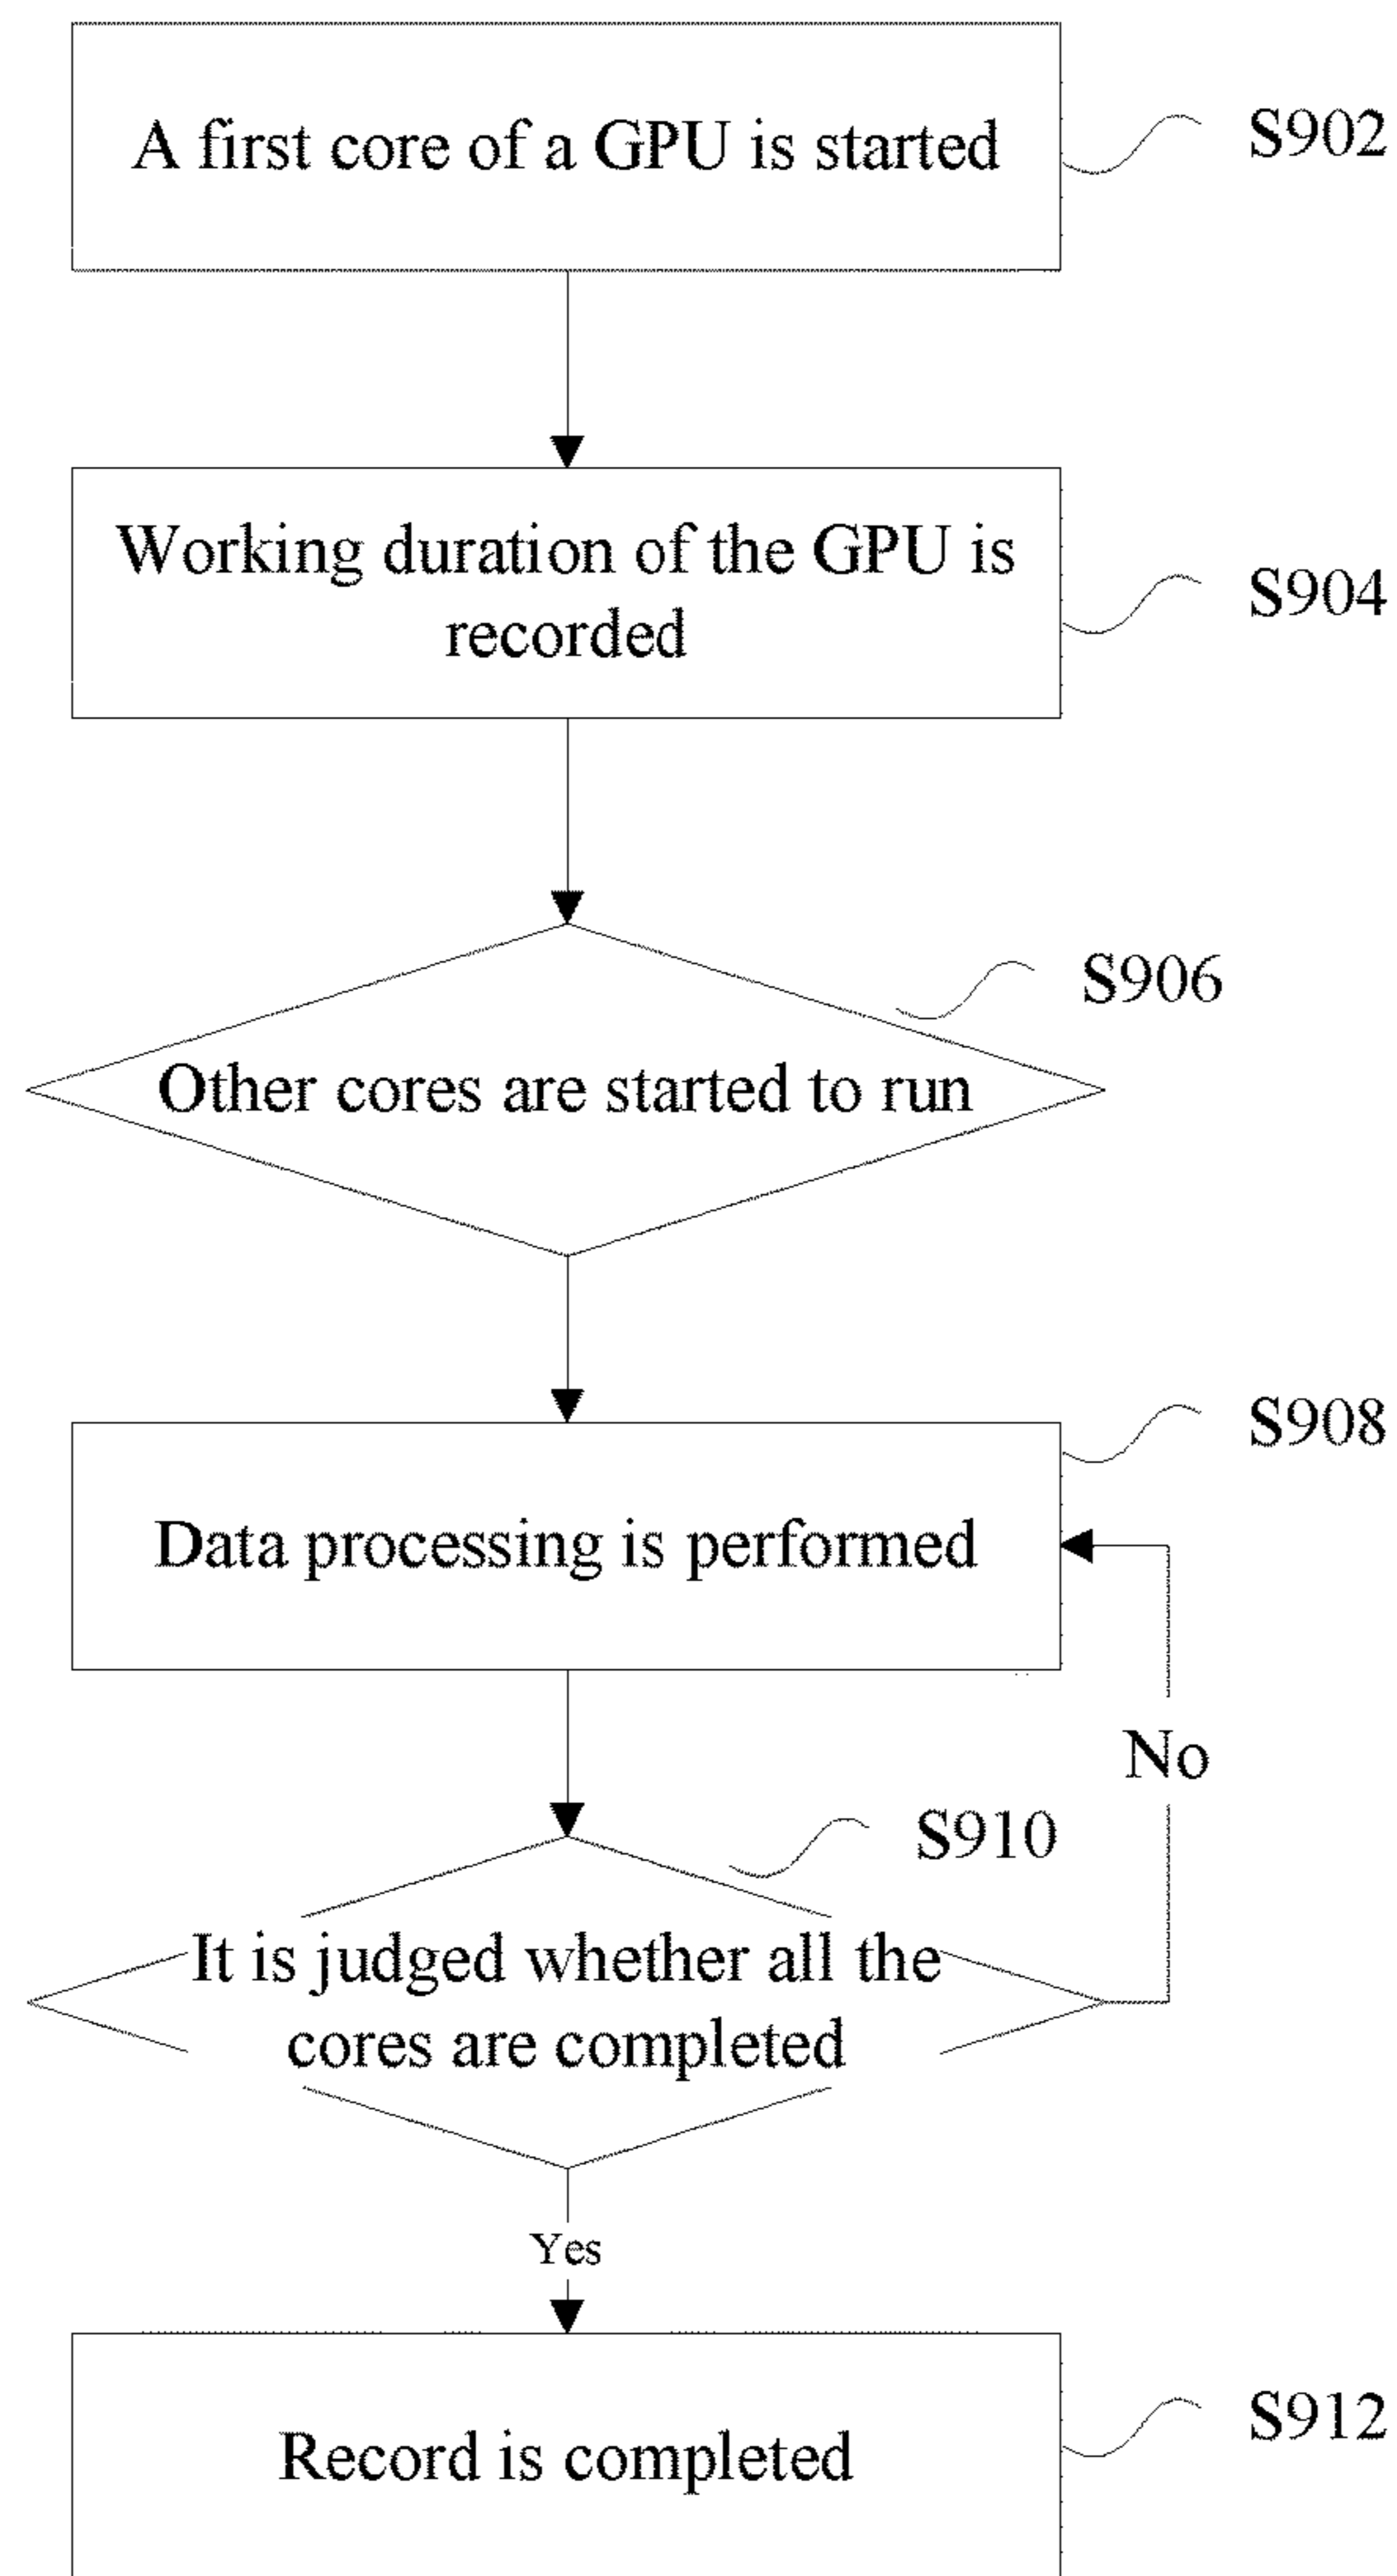 A first core of a GPU is started
S902
Working duration of the GPU is
recorded
S904
S906
Other cores are started to run
S908
Data processing is performed
No
S910
It is judged whether all the
cores are completed
Yes
Record is completed
S912